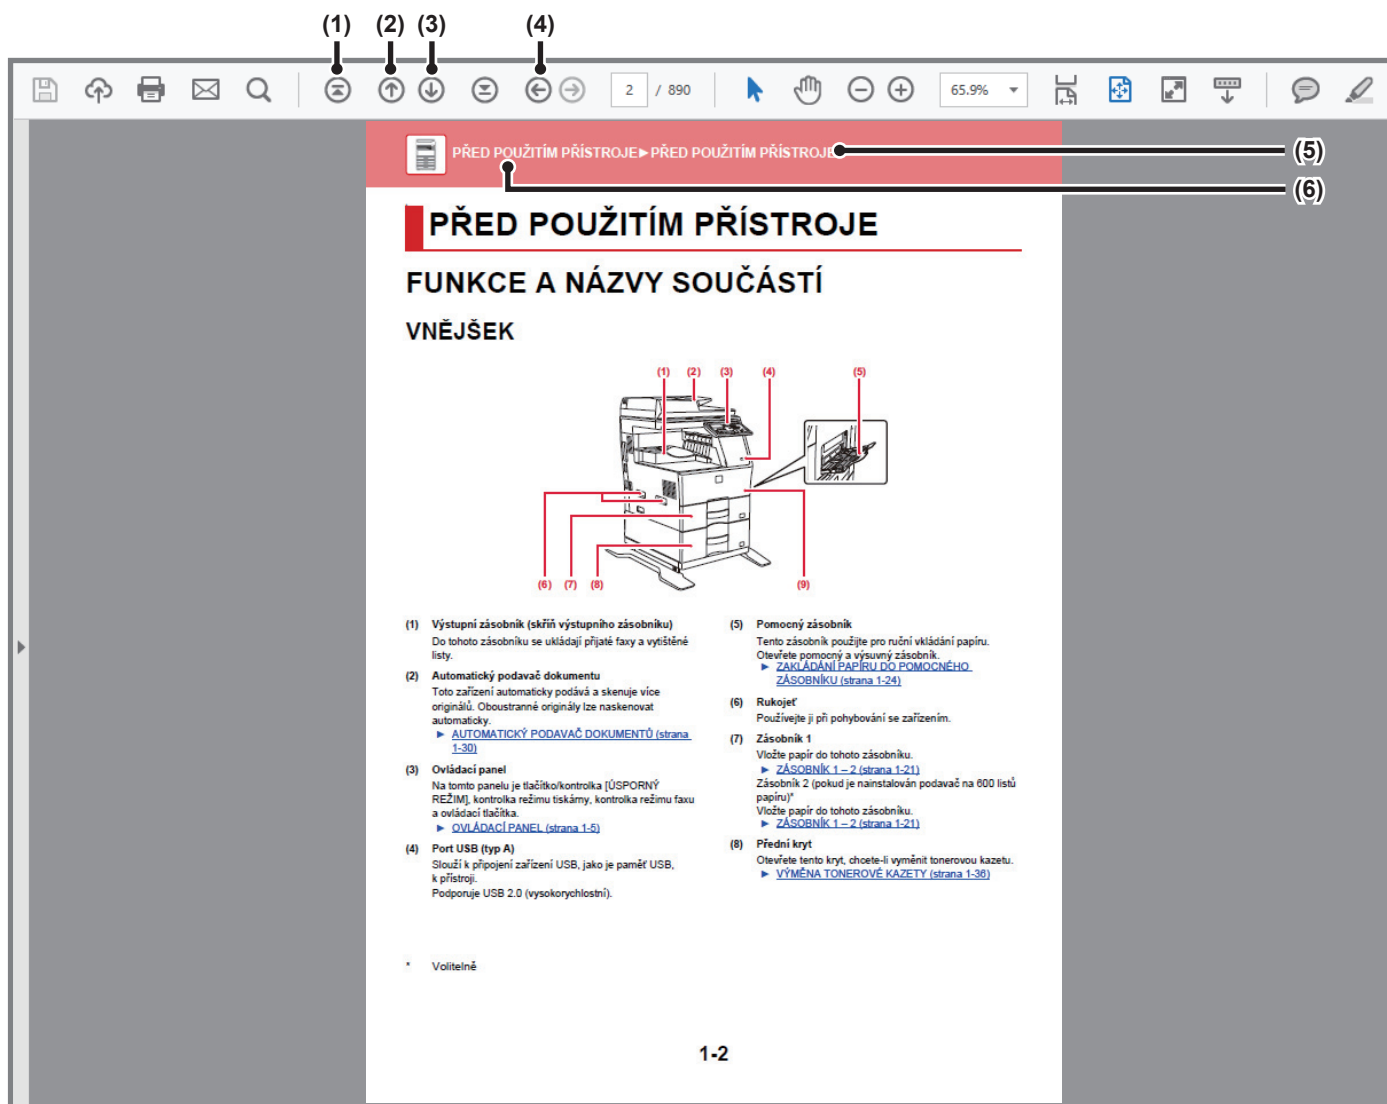 (1) (2) (3) (4)
2 / 890
65.9%
PŘED POUŽITÍM PŘÍSTROJE►PŘED POUŽITÍM PŘÍSTROJE
(5)
(6)
PŘED POUŽITÍM PŘÍSTROJE
FUNKCE A NÁZVY SOUČÁSTÍ
VNĚJŠEK
(1) (2) (3) (4) (5)
(6) (7) (8) (9)
(1) Výstupní zásobník (skříň výstupního zásobníku)
Do tohoto zásobníku se ukládají přijaté faxy a vytištěné
listy.
(2) Automatický podavač dokumentu
Toto zařízení automaticky podává a skenuje více
originálů. Oboustranné originály lze naskenovat
automaticky.
► AUTOMATICKÝ PODAVAČ DOKUMENTŮ (strana
1-30)
(3) Ovládací panel
Na tomto panelu je tlačítko/kontrolka [ÚSPORNÝ
REŽIM], kontrolka režimu tiskárny, kontrolka režimu faxu
a ovládací tlačítka.
► OVLÁDACÍ PANEL (strana 1-5)
(4) Port USB (typ A)
Slouží k připojení zařízení USB, jako je paměť USB,
k přístroji.
Podporuje USB 2.0 (vysokorychlostní).
(5) Pomocný zásobník
Tento zásobník použijte pro ruční vkládání papíru.
Otevřete pomocný a výsuvný zásobník.
► ZAKLÁDÁNÍ PAPÍRU DO POMOCNÉHO
ZÁSOBNÍKU (strana 1-24)
(6) Rukojeť
Používejte ji při pohybování se zařízením.
(7) Zásobník 1
Vložte papír do tohoto zásobníku.
► ZÁSOBNÍK 1 – 2 (strana 1-21)
Zásobník 2 (pokud je nainstalován podavač na 600 listů
papíru)*
Vložte papír do tohoto zásobníku.
► ZÁSOBNÍK 1 – 2 (strana 1-21)
(8) Přední kryt
Otevřete tento kryt, chcete-li vyměnit tonerovou kazetu.
► VÝMĚNA TONEROVÉ KAZETY (strana 1-36)
* Volitelně
1-2